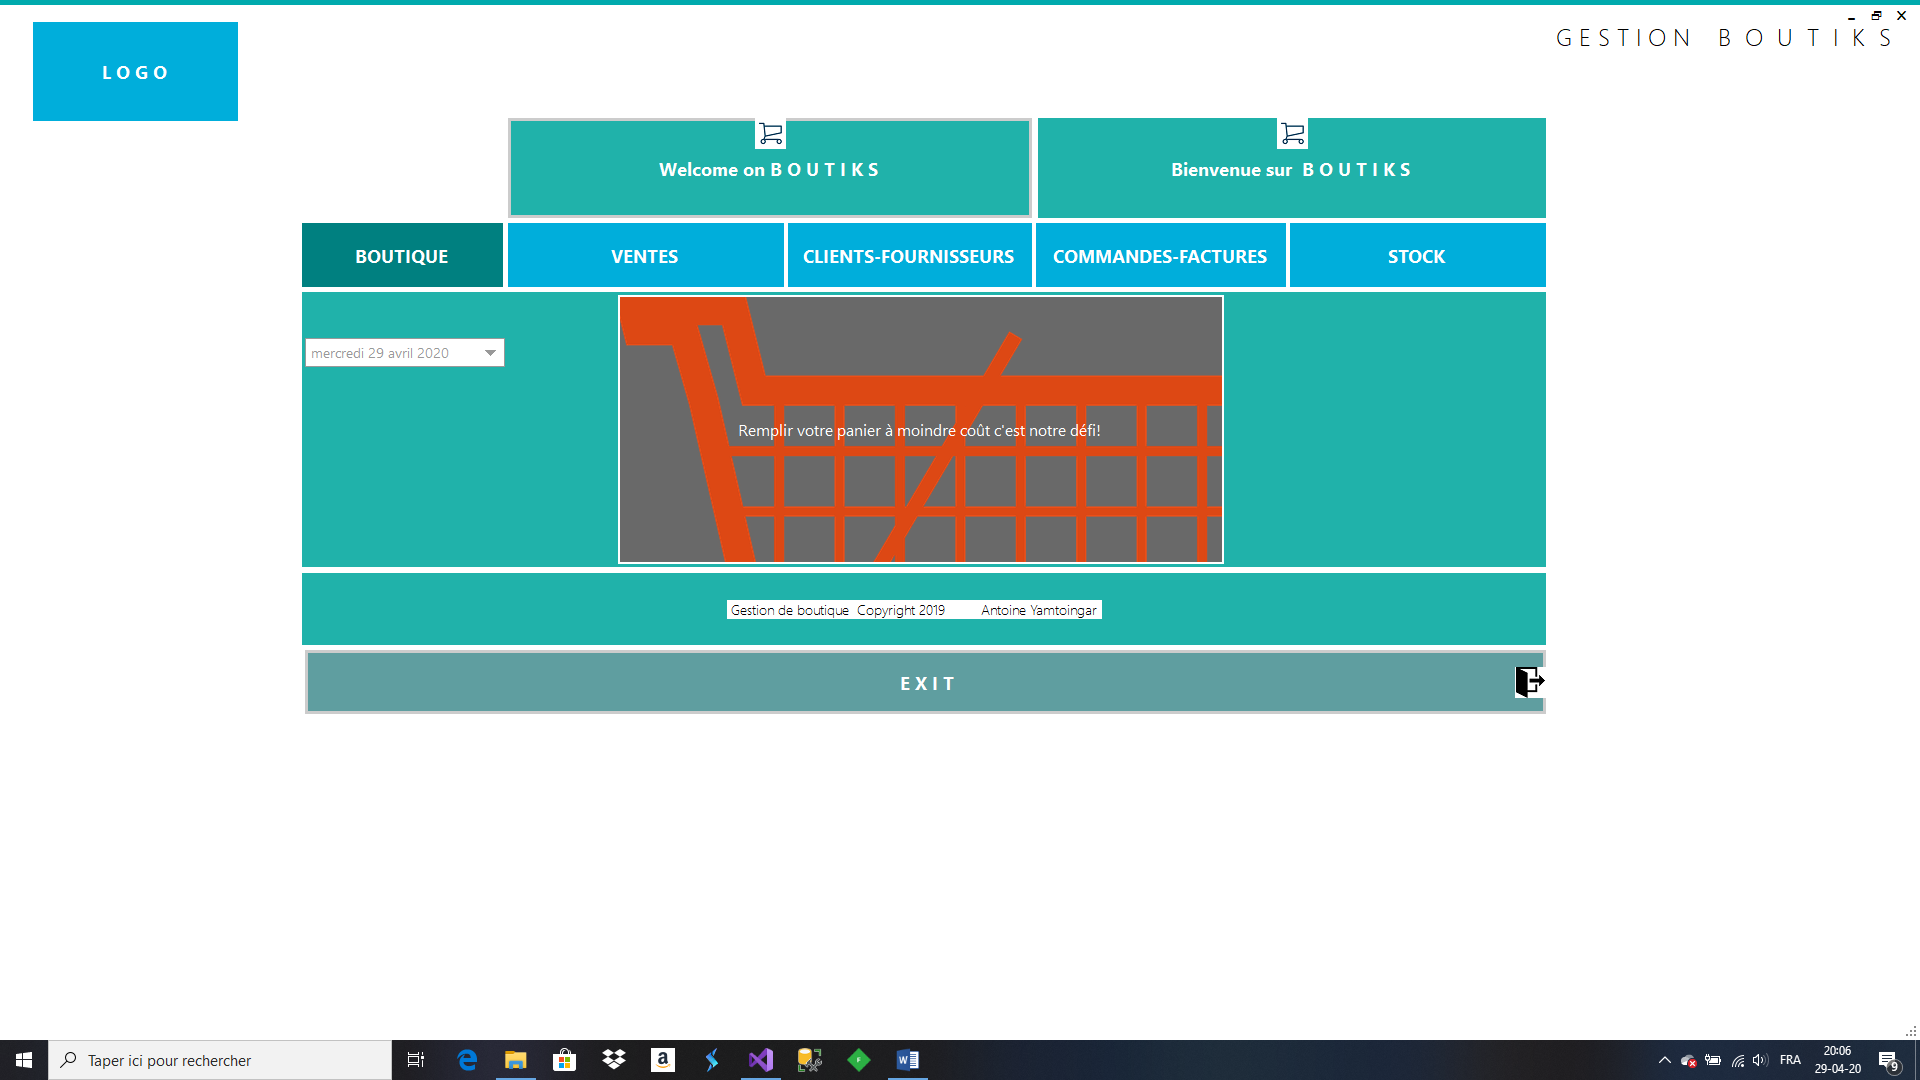 GESTION BOUTIKS
LOGO
Welcome on BOUTIKS
Bienvenue sur BOUTIKS
BOUTIQUE
VENTES
CLIENTS-FOURNISSEURS
COMMANDES-FACTURES
STOCK
mercredi 29 avril 2020
Remplir votre panier à moindre coût c'est notre défi!
Gestion de boutique Copyright 2019 Antoine Yamtoingar
EXIT
Taper ici pour rechercher
FRA
20:06
29-04-20
9